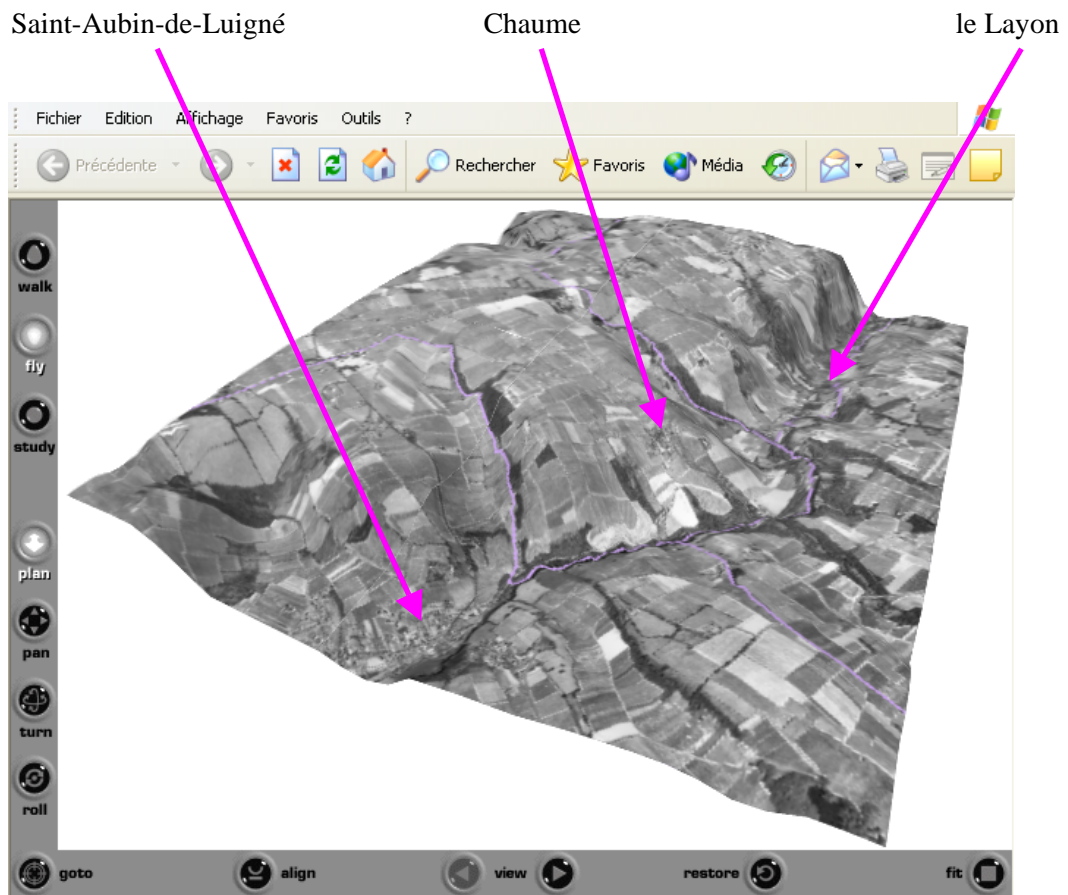 Saint-Aubin-de-Luigné Chaume le Layon
Fichier Edition Affichage Favoris Outils ?
Précédente Rechercher Favoris Média
walk
fly
study
plan
pan
turn
roll
goto align view restore fit